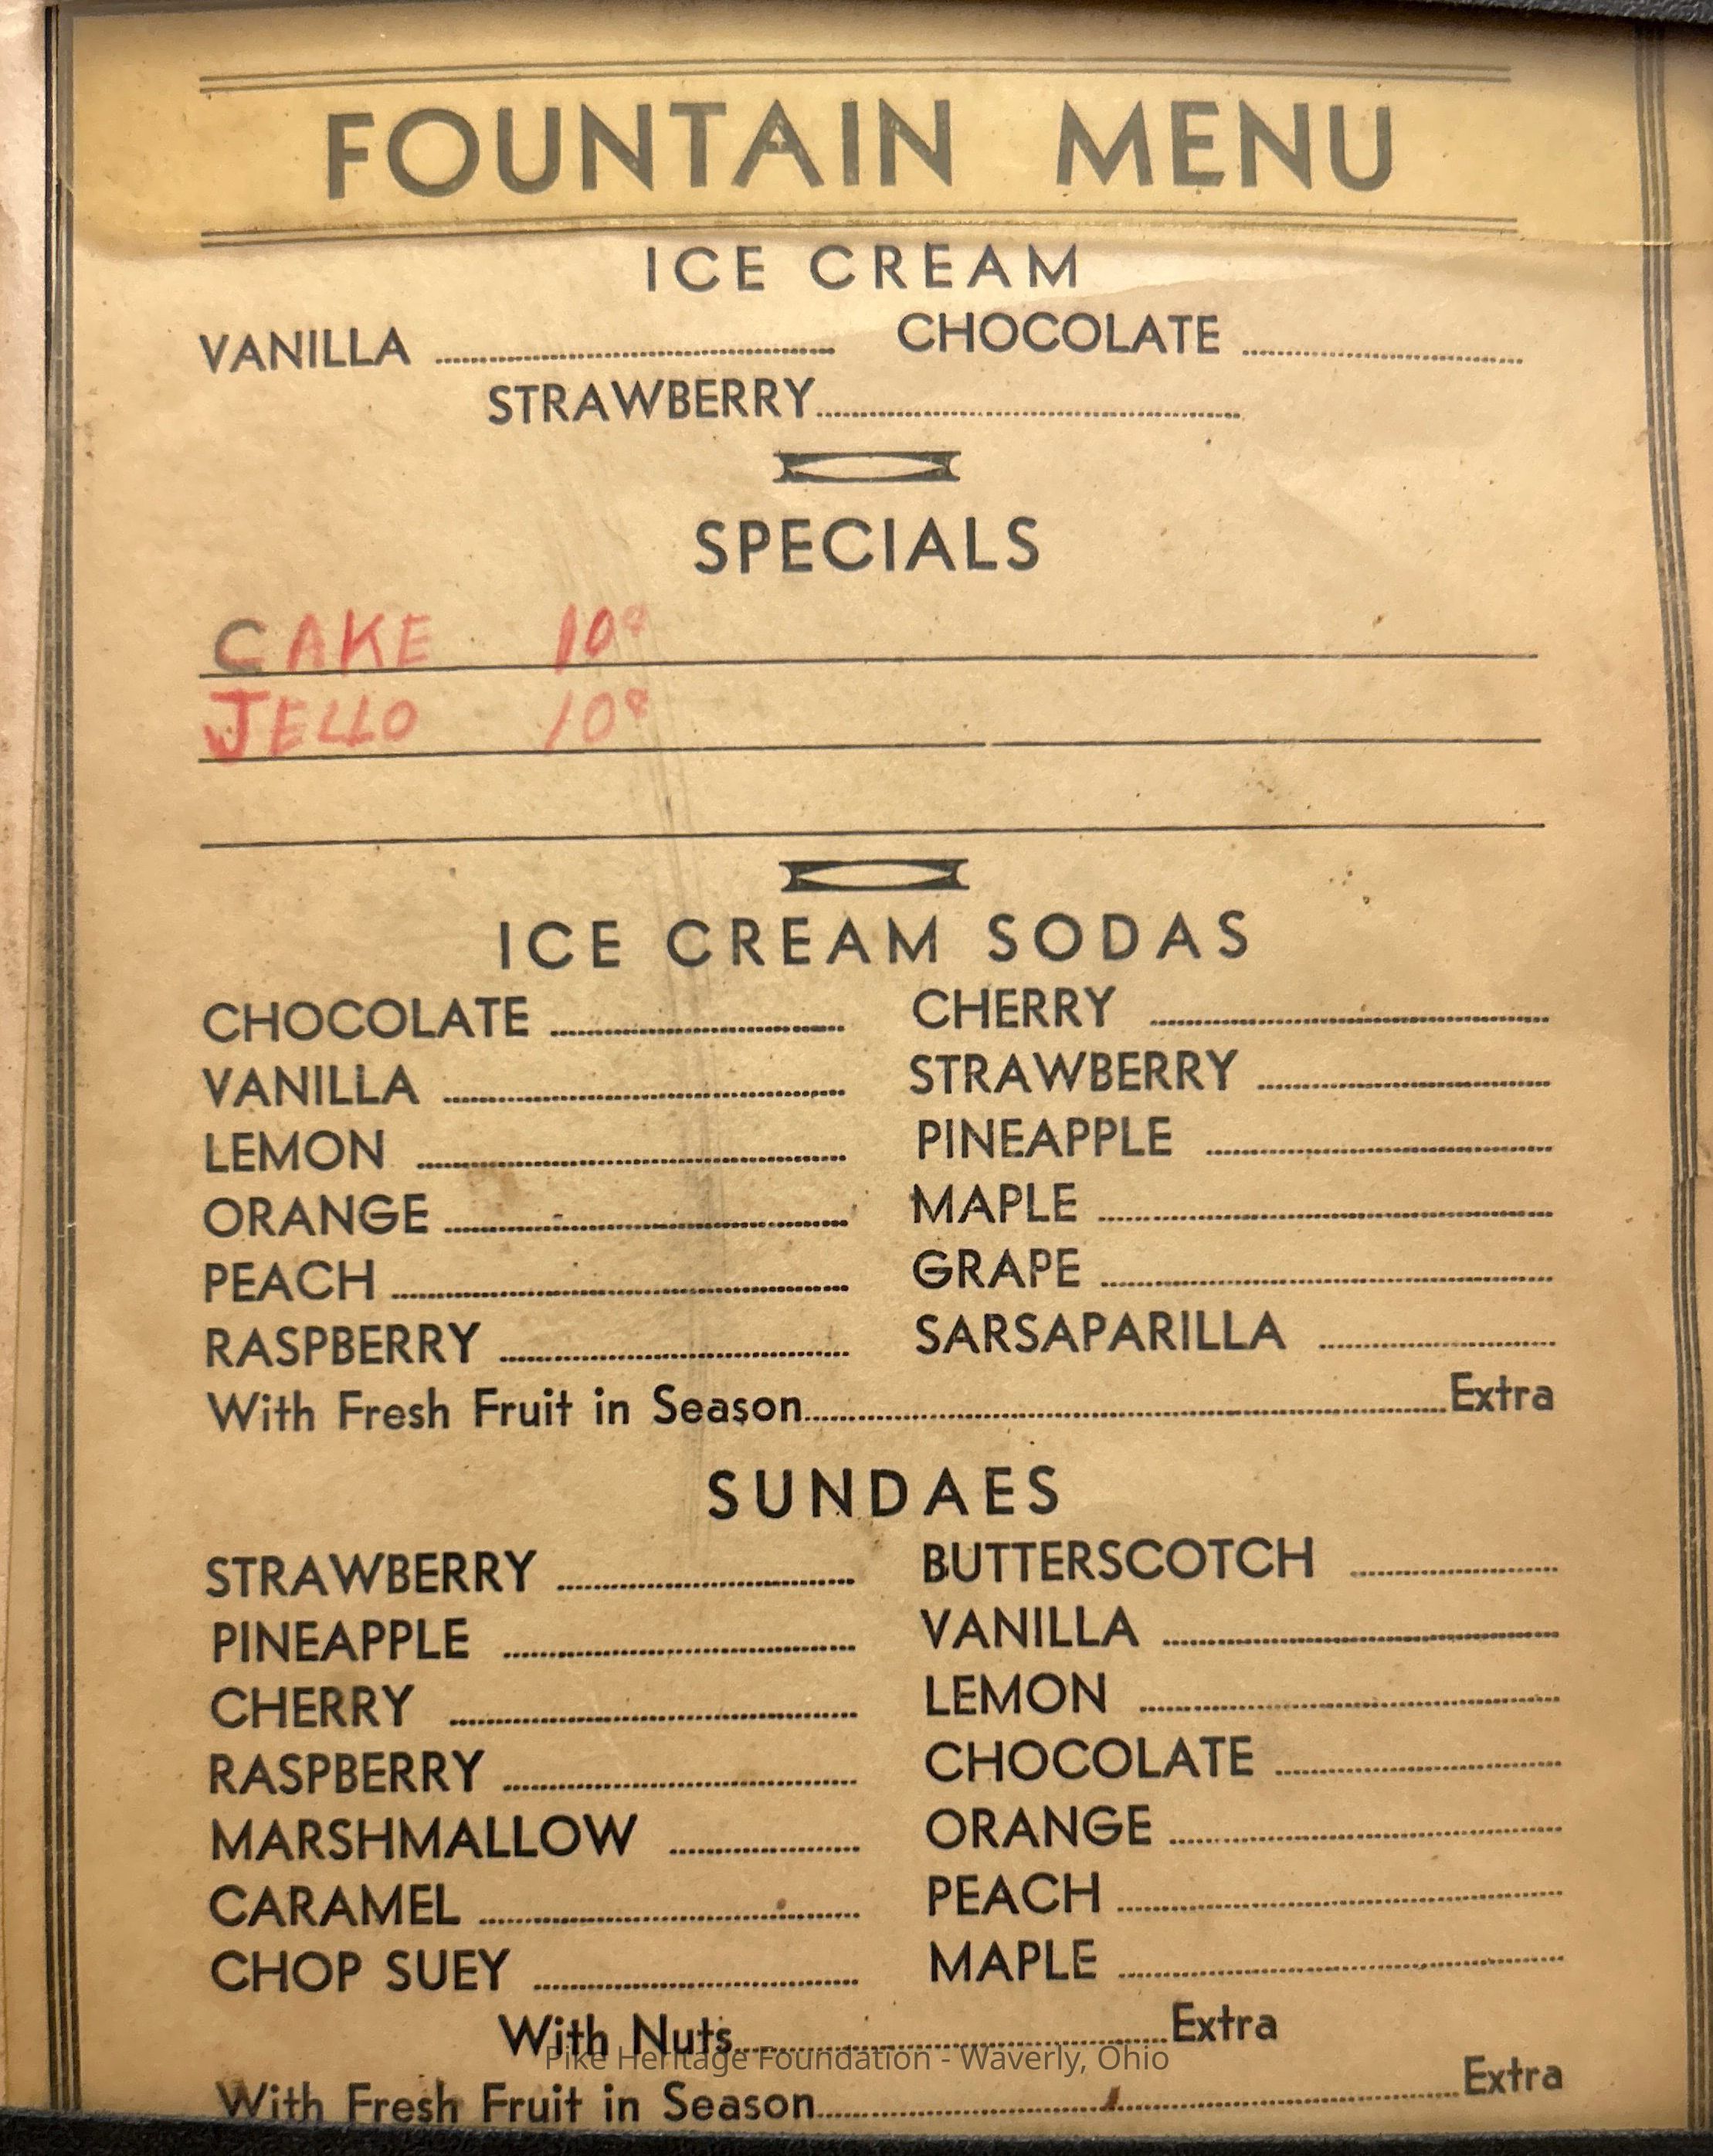 FOUNTAIN MENU
ICE CREAM
VANILLA CHOCOLATE
STRAWBERRY
SPECIALS
CAKE 10¢
JELLO 10¢
ICE CREAM SODAS
CHOCOLATE CHERRY
VANILLA STRAWBERRY
LEMON PINEAPPLE
ORANGE MAPLE
PEACH GRAPE
RASPBERRY SARSAPARILLA
With Fresh Fruit in Season Extra
SUNDAES
STRAWBERRY BUTTERSCOTCH
PINEAPPLE VANILLA
CHERRY LEMON
RASPBERRY CHOCOLATE
MARSHMALLOW ORANGE
CARAMEL PEACH
CHOP SUEY MAPLE
With Nuts Extra
Pike Heritage Foundation - Waverly, Ohio
With Fresh Fruit in Season Extra